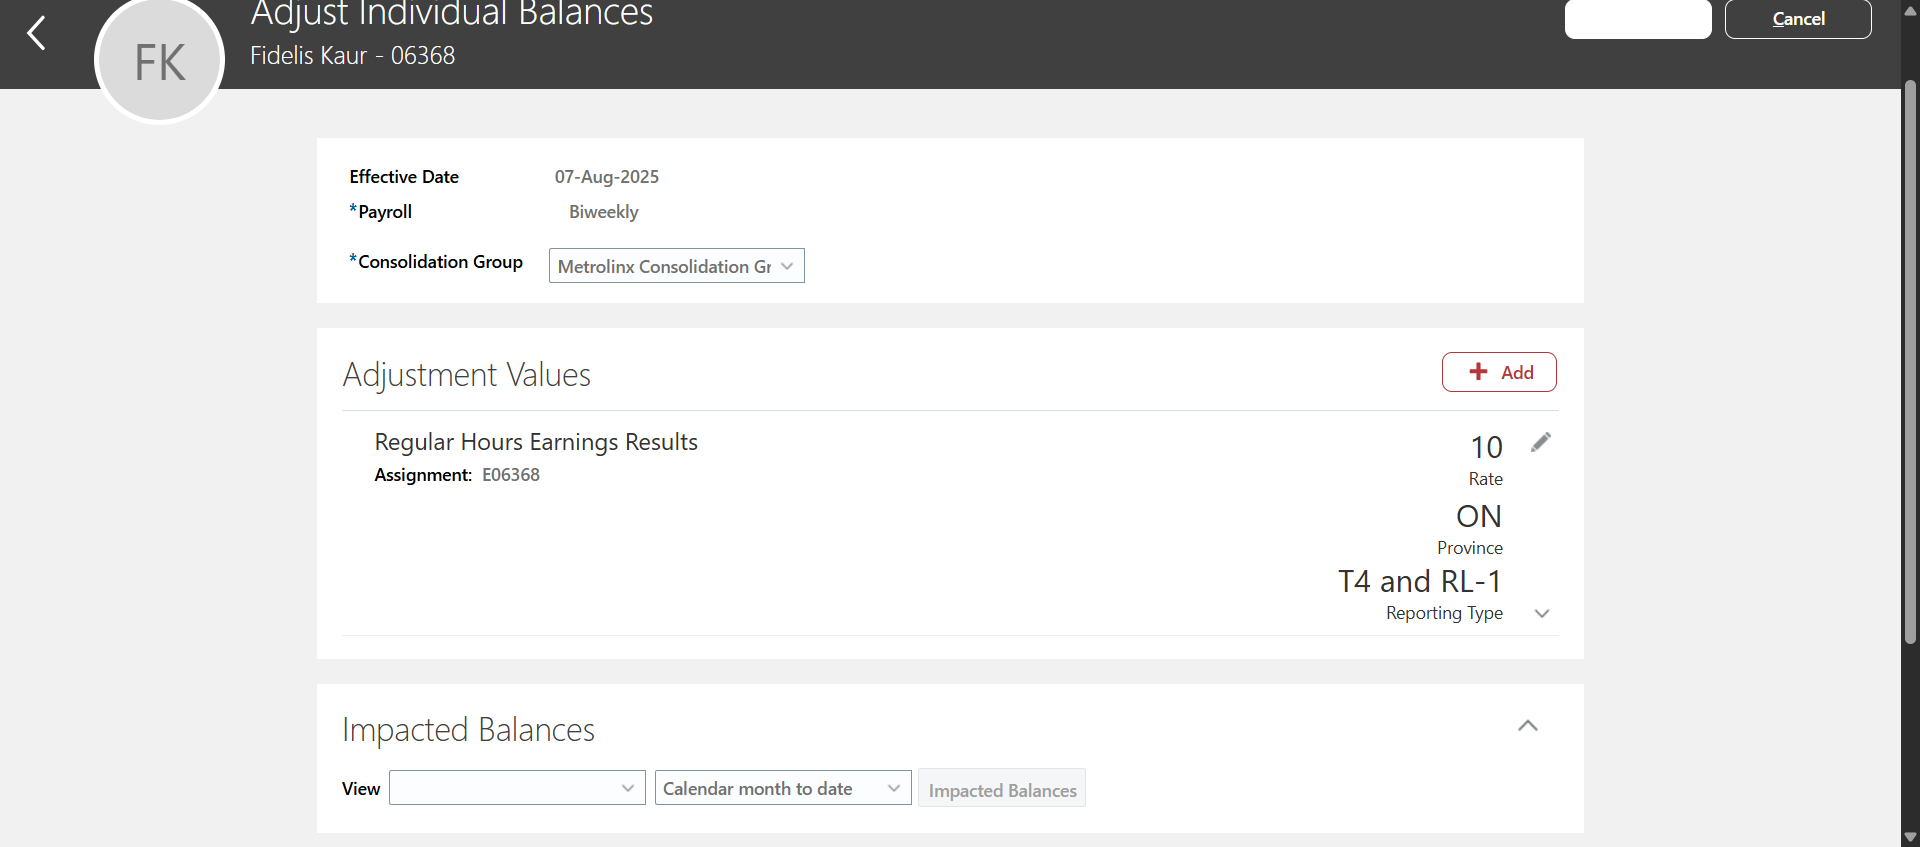 Adjust Individual Balances
FK
Fidelis Kaur - 06368
Cancel
Effective Date 07-Aug-2025
*Payroll Biweekly
*Consolidation Group Metrolinx Consolidation Gr
Adjustment Values
+ Add
Regular Hours Earnings Results
Assignment: E06368
10
Rate
ON
Province
T4 and RL-1
Reporting Type
Impacted Balances
View Calendar month to date Impacted Balances